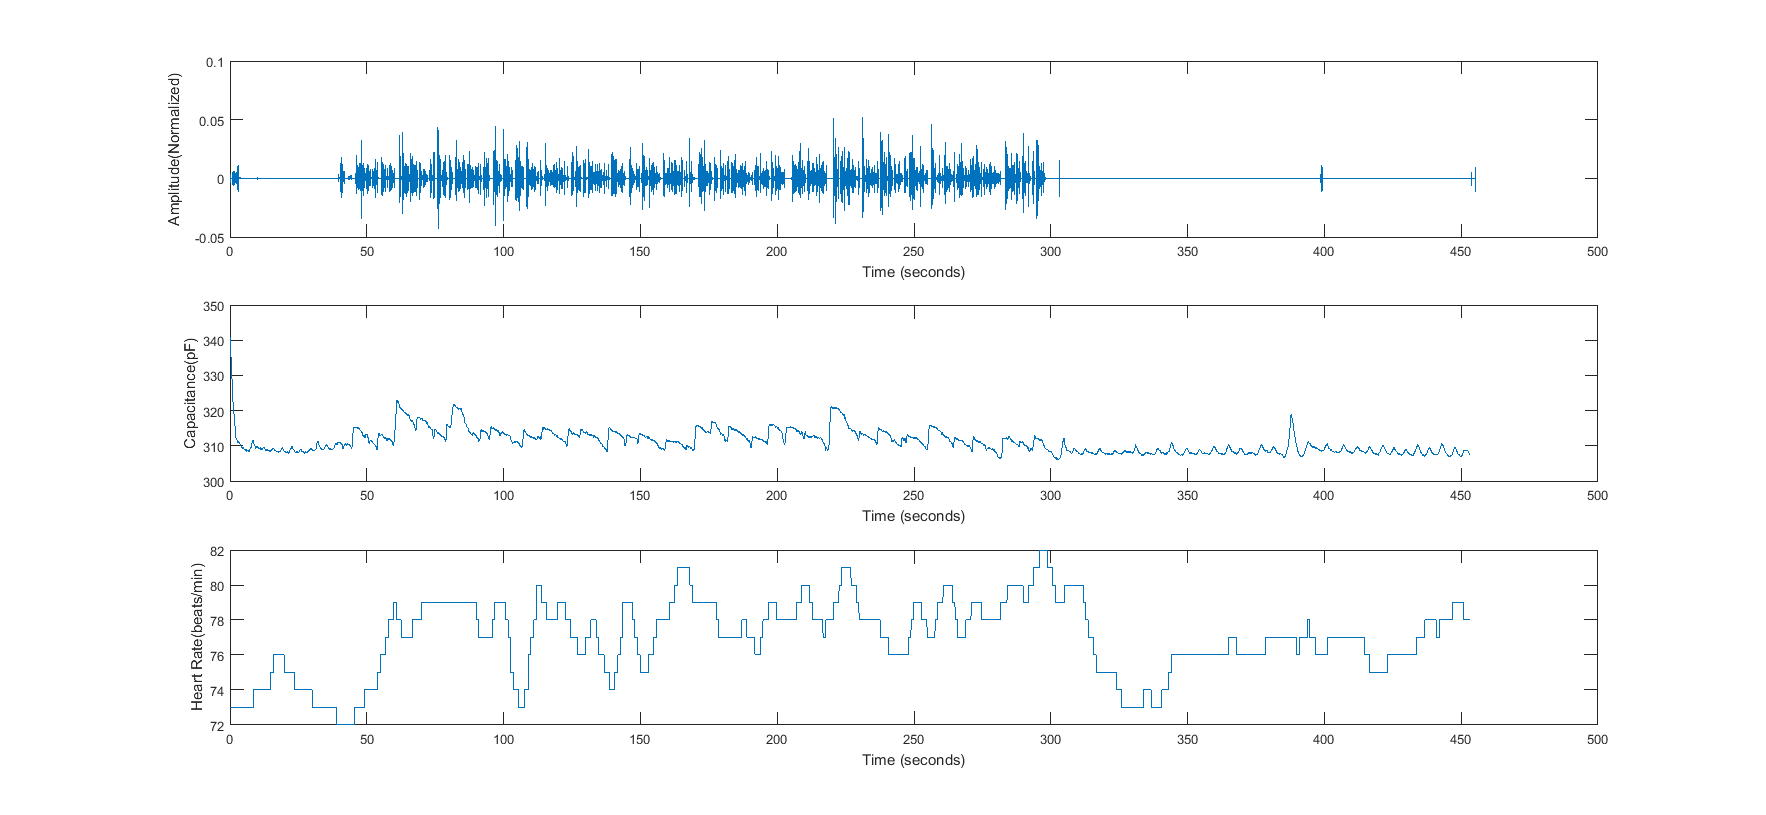 0.1
0.05
0
-0.05
Amplitude(Normalized)
0 50 100 150 200 250 300 350 400 450 500
Time (seconds)
350
340
330
320
310
300
Capacitance(pF)
0 50 100 150 200 250 300 350 400 450 500
Time (seconds)
82
80
78
76
74
72
Heart Rate(beats/min)
0 50 100 150 200 250 300 350 400 450 500
Time (seconds)